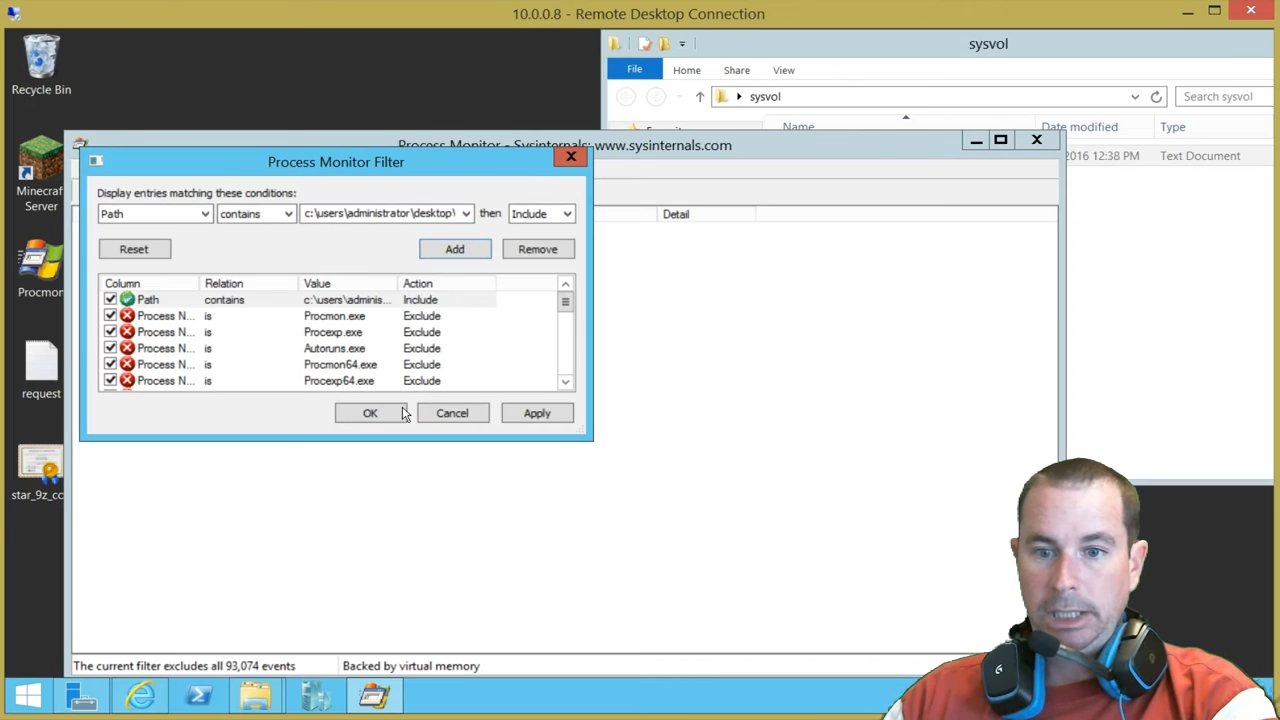 10.0.0.8 - Remote Desktop Connection
Recycle Bin
Minecraft
Server
Procmon
request
star_9z_co
sysvol
File Home Share View
sysvol
Search sysvol
Name Date modified Type
2016 12:38 PM Text Document
Process Monitor - Sysinternals: www.sysinternals.com
Detail
Process Monitor Filter
Display entries matching these conditions:
Path contains c:\users\administrator\desktop\ then Include
Reset Add Remove
Column Relation Value Action
Path contains c:\users\adminis... Include
Process N... is Procmon.exe Exclude
Process N... is Procexp.exe Exclude
Process N... is Autoruns.exe Exclude
Process N... is Procmon64.exe Exclude
Process N... is Procexp64.exe Exclude
OK Cancel Apply
The current filter excludes all 93,074 events Backed by virtual memory